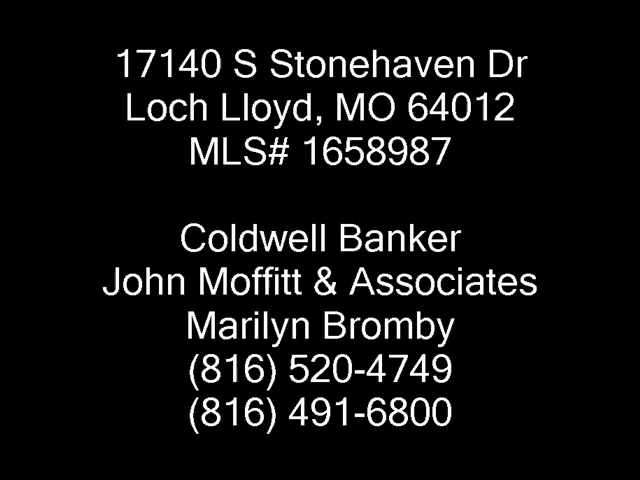 17140 S Stonehaven Dr
Loch Lloyd, MO 64012
MLS# 1658987
Coldwell Banker
John Moffitt & Associates
Marilyn Bromby
(816) 520-4749
(816) 491-6800